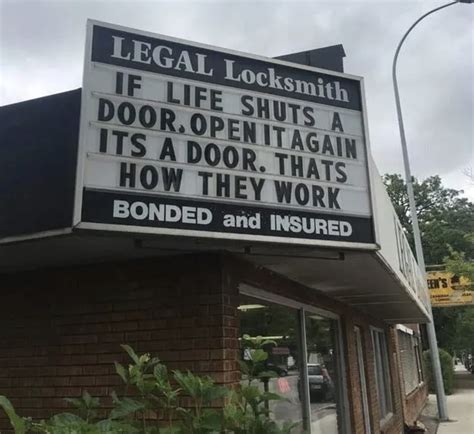 LEGAL Locksmith
IF LIFE SHUTS A
DOOR. OPEN IT AGAIN
ITS A DOOR. THATS
HOW THEY WORK
BONDED and INSURED